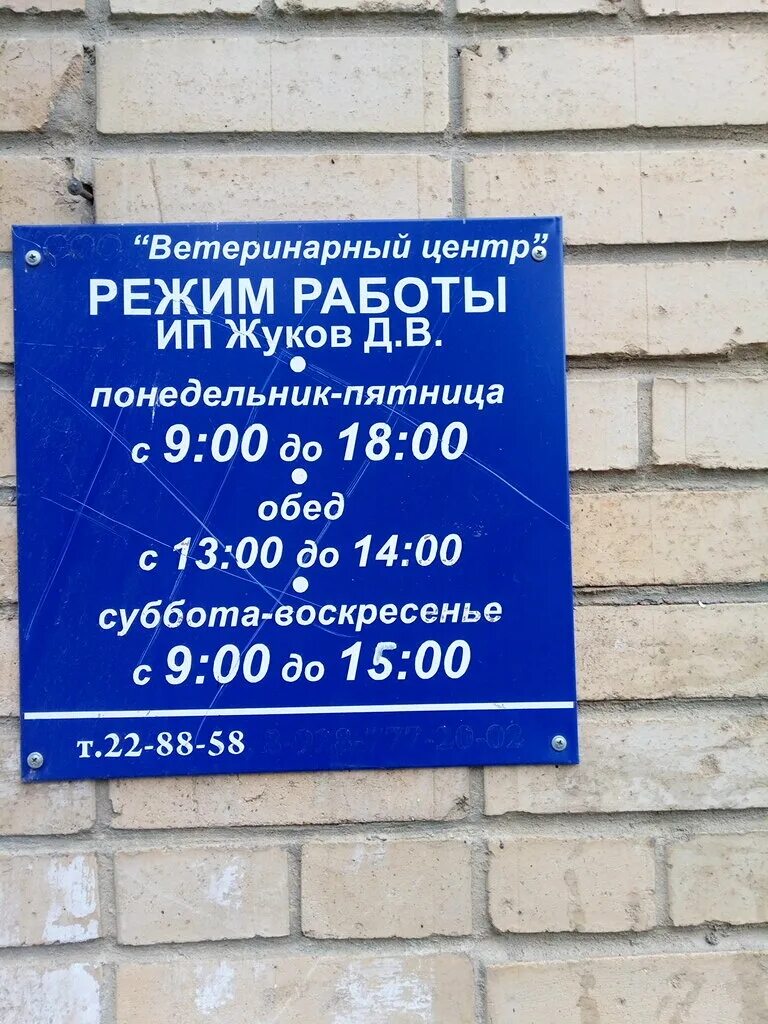 "Ветеринарный центр"
РЕЖИМ РАБОТЫ
ИП Жуков Д.В.
понедельник-пятница
с 9:00 до 18:00
обед
с 13:00 до 14:00
суббота-воскресенье
с 9:00 до 15:00
т.22-88-58